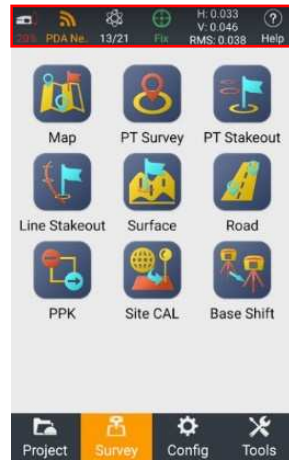 H: 0.033
V: 0.046
20% PDA Ne.. 13/21 Fix RMS: 0.038 Help
Map PT Survey PT Stakeout
Line Stakeout Surface Road
PPK Site CAL Base Shift
Project Survey Config Tools